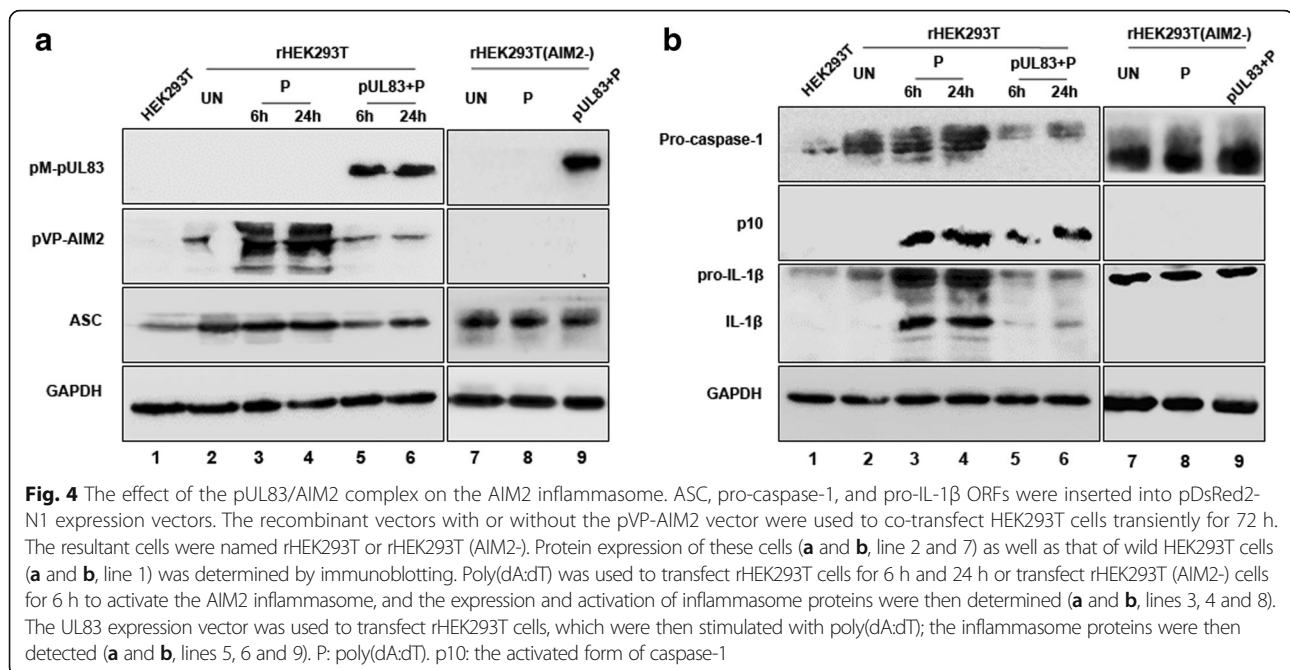 a
rHEK293T
rHEK293T(AIM2-)
HEK293T
UN
P
pUL83+P
UN
P
pUL83+P
6h
24h
6h
24h
pM-pUL83
pVP-AIM2
ASC
GAPDH
1 2 3 4 5 6 7 8 9
b
rHEK293T
rHEK293T(AIM2-)
HEK293T
UN
P
pUL83+P
UN
P
pUL83+P
6h
24h
6h
24h
Pro-caspase-1
p10
pro-IL-1β
IL-1β
GAPDH
1 2 3 4 5 6 7 8 9
Fig. 4 The effect of the pUL83/AIM2 complex on the AIM2 inflammasome. ASC, pro-caspase-1, and pro-IL-1β ORFs were inserted into pDsRed2-
N1 expression vectors. The recombinant vectors with or without the pVP-AIM2 vector were used to co-transfect HEK293T cells transiently for 72 h.
The resultant cells were named rHEK293T or rHEK293T (AIM2-). Protein expression of these cells (a and b, line 2 and 7) as well as that of wild HEK293T cells
(a and b, line 1) was determined by immunoblotting. Poly(dA:dT) was used to transfect rHEK293T cells for 6 h and 24 h or transfect rHEK293T (AIM2-) cells
for 6 h to activate the AIM2 inflammasome, and the expression and activation of inflammasome proteins were then determined (a and b, lines 3, 4 and 8).
The UL83 expression vector was used to transfect rHEK293T cells, which were then stimulated with poly(dA:dT); the inflammasome proteins were then
detected (a and b, lines 5, 6 and 9). P: poly(dA:dT). p10: the activated form of caspase-1